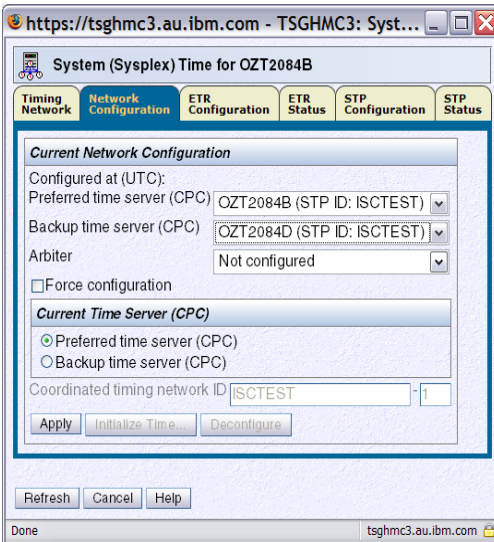 https://tsghmc3.au.ibm.com - TSGHMC3: Syst...
System (Sysplex) Time for OZT2084B
Timing Network
Network Configuration
ETR Configuration
ETR Status
STP Configuration
STP Status
Current Network Configuration
Configured at (UTC):
Preferred time server (CPC) OZT2084B (STP ID: ISCTEST)
Backup time server (CPC) OZT2084D (STP ID: ISCTEST)
Arbiter Not configured
Force configuration
Current Time Server (CPC)
Preferred time server (CPC)
Backup time server (CPC)
Coordinated timing network ID ISCTEST - 1
Apply Initialize Time... Deconfigure
Refresh Cancel Help
Done tsghmc3.au.ibm.com